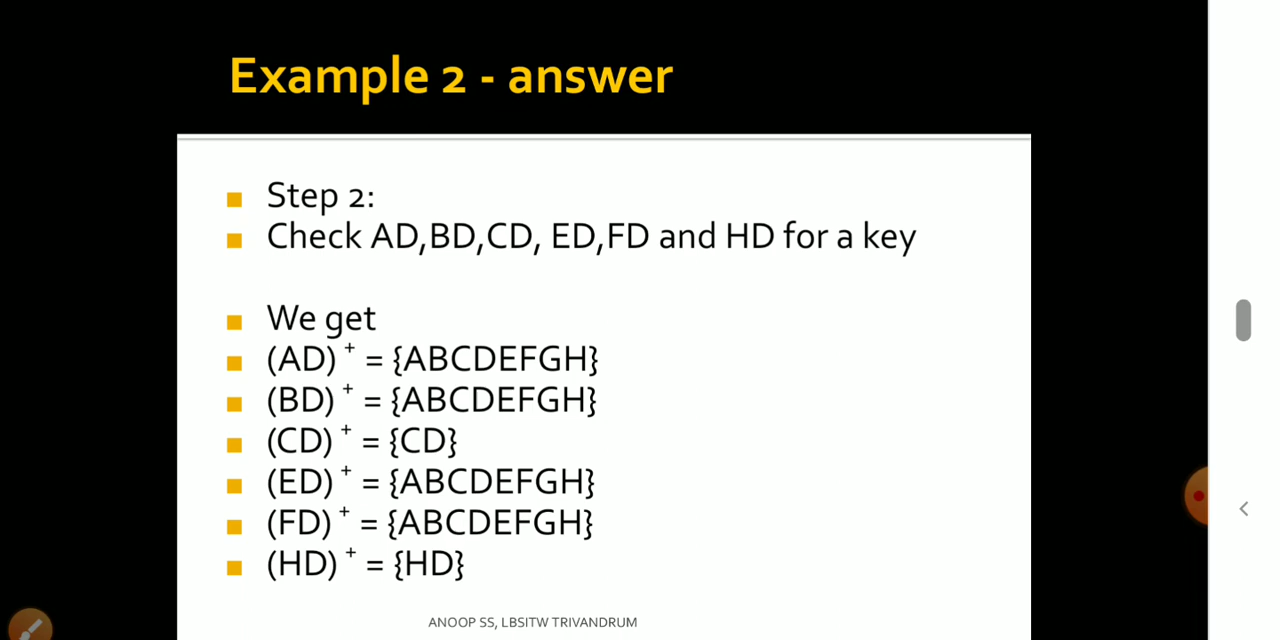 Example 2 - answer
Step 2:
Check AD,BD,CD, ED,FD and HD for a key
We get
(AD) + = {ABCDEFGH}
(BD) + = {ABCDEFGH}
(CD) + = {CD}
(ED) + = {ABCDEFGH}
(FD) + = {ABCDEFGH}
(HD) + = {HD}
ANOOP SS, LBSITW TRIVANDRUM